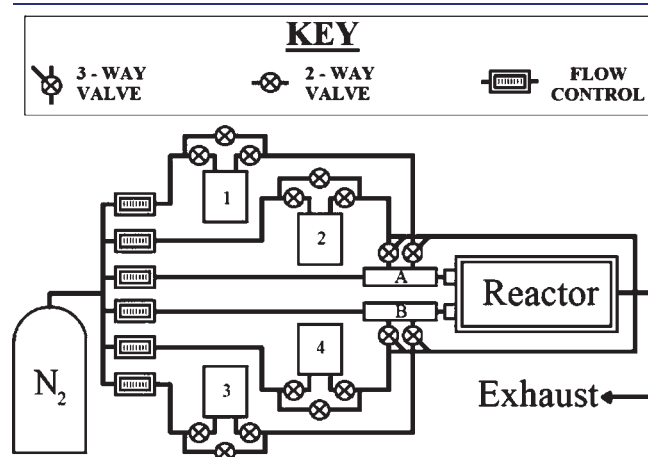 KEY
3 - WAY
VALVE
2 - WAY
VALVE
FLOW
CONTROL
1
2
A
Reactor
B
4
N2
3
Exhaust